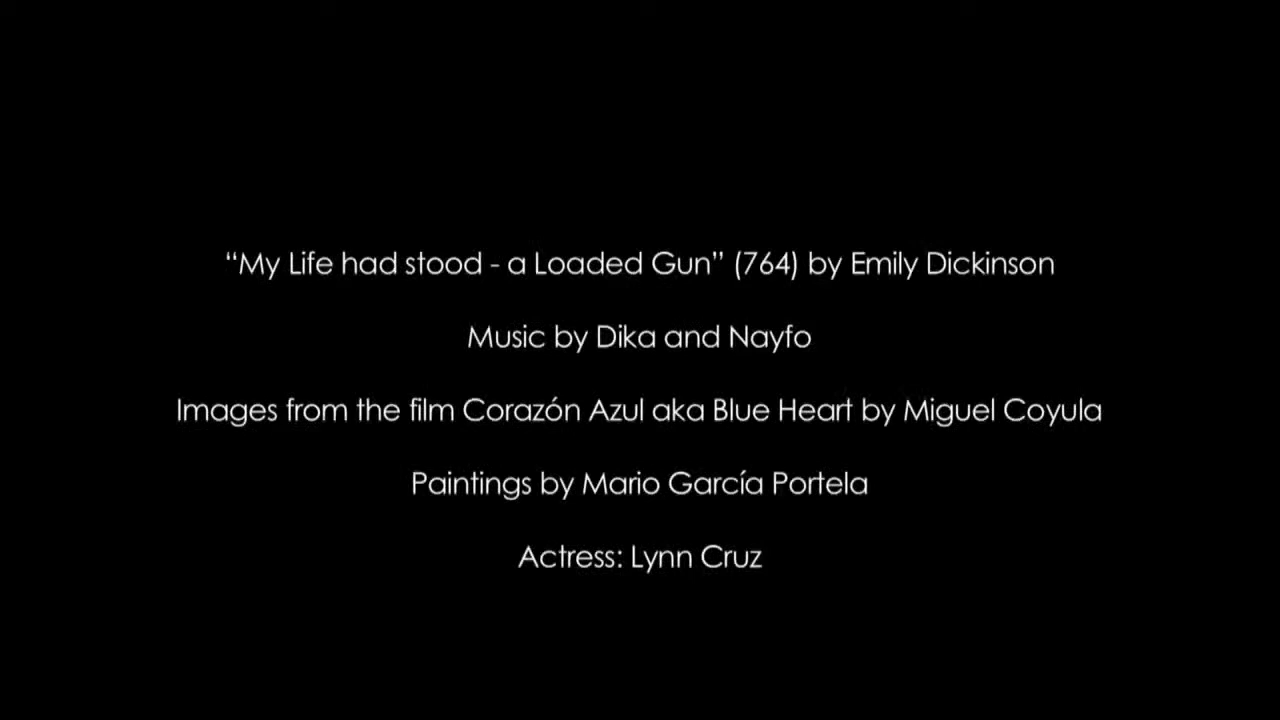 “My Life had stood - a Loaded Gun” (764) by Emily Dickinson
Music by Dika and Nayfo
Images from the film Corazón Azul aka Blue Heart by Miguel Coyula
Paintings by Mario García Portela
Actress: Lynn Cruz